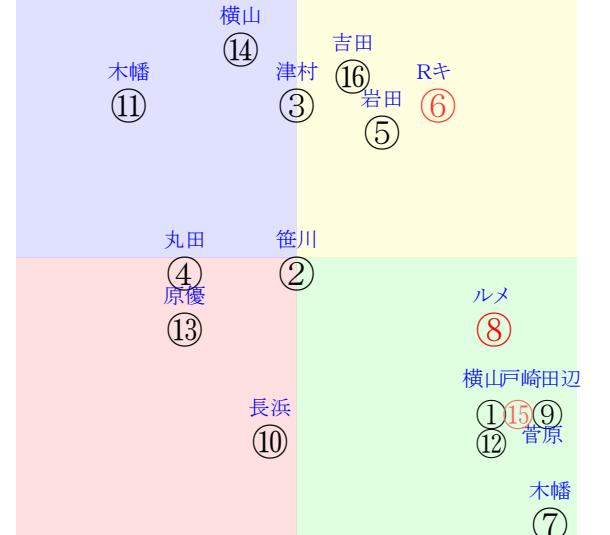 横山
⑭
吉田
⑯
木幡
⑪
津村
③
Rキ
⑥
岩田
⑤
丸田
④
笹川
②
原優
⑬
ルメ
⑧
横山戸崎田辺
①⑮⑨
長浜
⑩
菅原
⑫
木幡
⑦